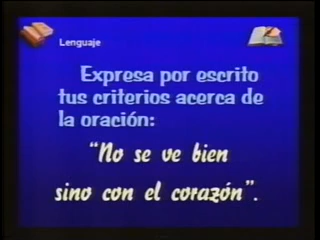 Lenguaje
Expresa por escrito
tus criterios acerca de
la oración:
“No se ve bien
sino con el corazón”.